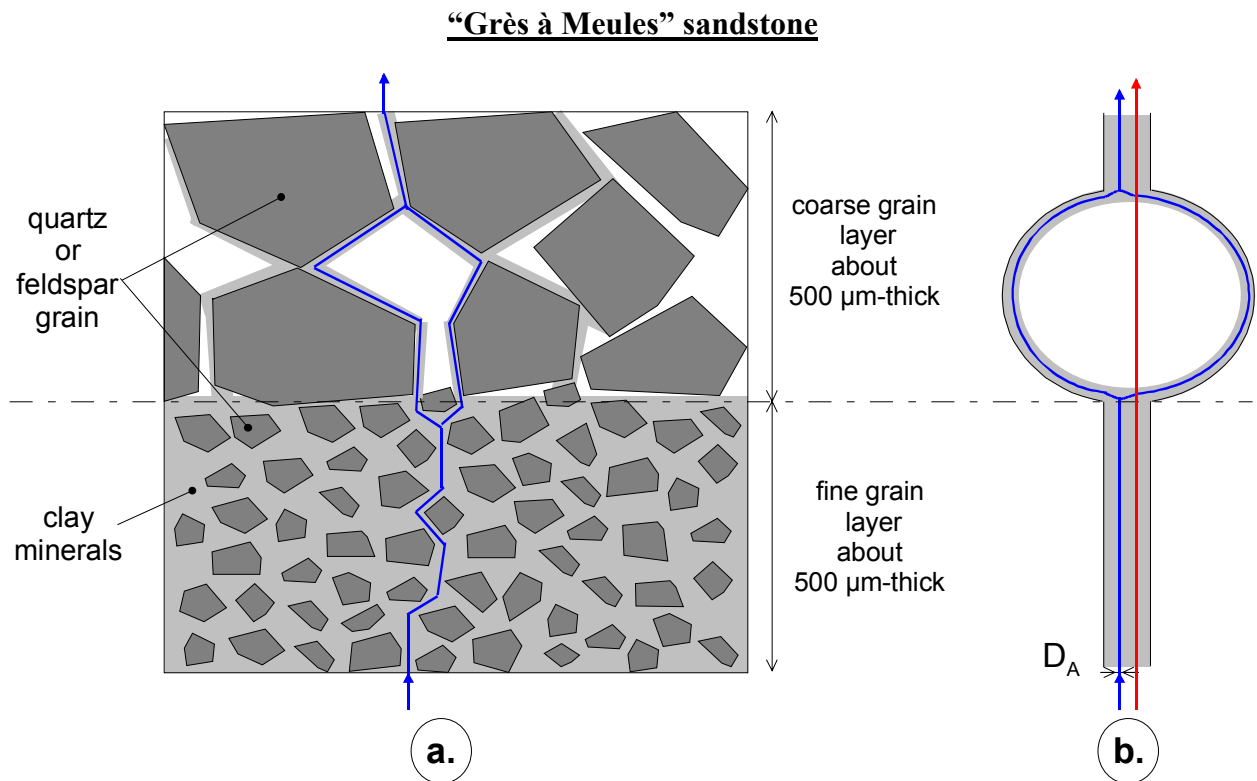 “Grès à Meules” sandstone
quartz
or
feldspar
grain
clay
minerals
coarse grain
layer
about
500 µm-thick
fine grain
layer
about
500 µm-thick
D_A
a.
b.